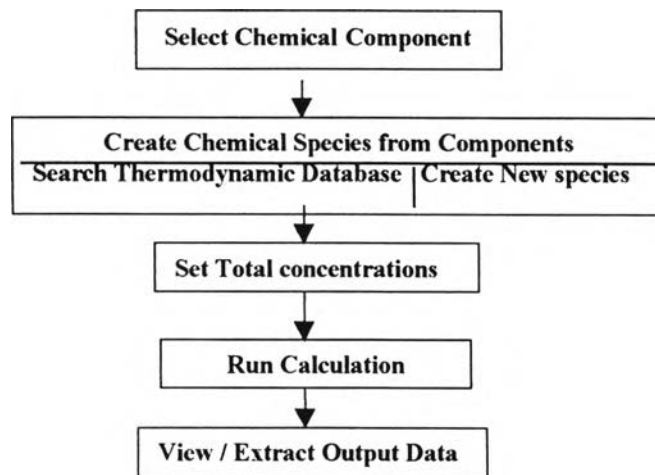 Select Chemical Component
Create Chemical Species from Components
Search Thermodynamic Database Create New species
Set Total concentrations
Run Calculation
View / Extract Output Data